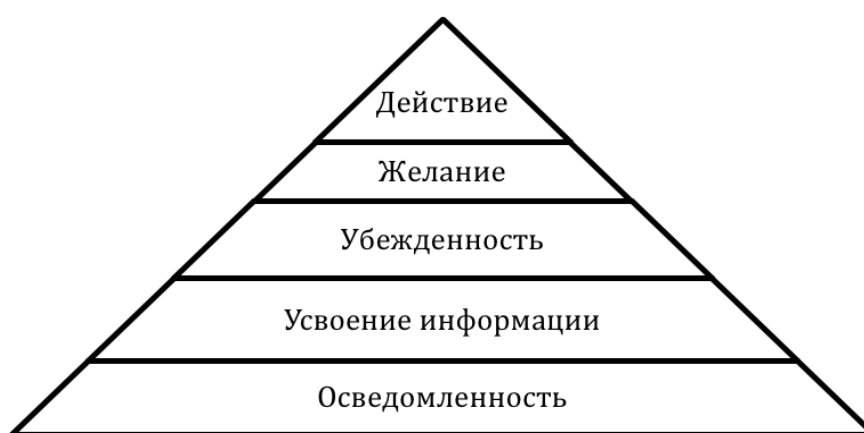 Действие
Желание
Убежденность
Усвоение информации
Осведомленность